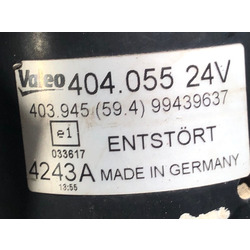 Valeo 404.055 24V
403.945 (59.4) 99439637
e1 ENTSTÖRT
033617
4243A MADE IN GERMANY
13:55